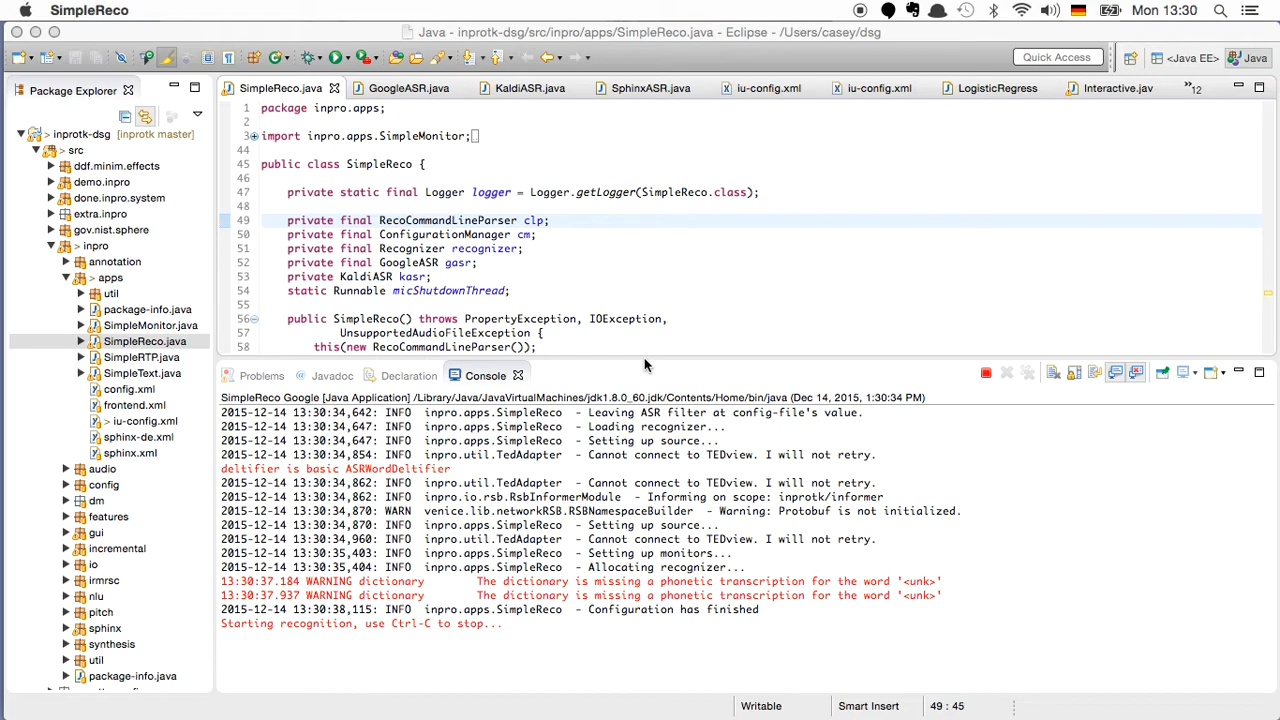 SimpleReco
Mon 13:30
Java - inprotk-dsg/src/inpro/apps/SimpleReco.java - Eclipse - /Users/casey/dsg
Quick Access
<Java EE>
Java
Package Explorer
SimpleReco.java
GoogleASR.java
KaldiASR.java
SphinxASR.java
iu-config.xml
iu-config.xml
LogisticRegress
Interactive.jav
»12
> inprotk-dsg [inprotk master]
> src
ddf.minim.effects
demo.inpro
done.inpro.system
extra.inpro
gov.nist.sphere
> inpro
annotation
> apps
util
package-info.java
SimpleMonitor.java
SimpleReco.java
SimpleRTP.java
SimpleText.java
config.xml
frontend.xml
> iu-config.xml
sphinx-de.xml
sphinx.xml
audio
config
dm
features
gui
incremental
io
irmrsc
nlu
pitch
sphinx
synthesis
util
package-info.java
1 package inpro.apps;
2
3 import inpro.apps.SimpleMonitor;
44
45 public class SimpleReco {
46
47 private static final Logger logger = Logger.getLogger(SimpleReco.class);
48
49 private final RecoCommandLineParser clp;
50 private final ConfigurationManager cm;
51 private final Recognizer recognizer;
52 private final GoogleASR gasr;
53 private KaldiASR kasr;
54 static Runnable micShutdownThread;
55
56 public SimpleReco() throws PropertyException, IOException,
57 UnsupportedAudioFileException {
58 this(new RecoCommandLineParser());
Problems
Javadoc
Declaration
Console
SimpleReco Google [Java Application] /Library/Java/JavaVirtualMachines/jdk1.8.0_60.jdk/Contents/Home/bin/java (Dec 14, 2015, 1:30:34 PM)
2015-12-14 13:30:34,642: INFO inpro.apps.SimpleReco - Leaving ASR filter at config-file's value.
2015-12-14 13:30:34,647: INFO inpro.apps.SimpleReco - Loading recognizer...
2015-12-14 13:30:34,647: INFO inpro.apps.SimpleReco - Setting up source...
2015-12-14 13:30:34,854: INFO inpro.util.TedAdapter - Cannot connect to TEDview. I will not retry.
deltifier is basic ASRWordDeltifier
2015-12-14 13:30:34,862: INFO inpro.util.TedAdapter - Cannot connect to TEDview. I will not retry.
2015-12-14 13:30:34,862: INFO inpro.io.rsb.RsbInformerModule - Informing on scope: inprotk/informer
2015-12-14 13:30:34,870: WARN venice.lib.networkRSB.RSBNamespaceBuilder - Warning: Protobuf is not initialized.
2015-12-14 13:30:34,870: INFO inpro.apps.SimpleReco - Setting up source...
2015-12-14 13:30:34,960: INFO inpro.util.TedAdapter - Cannot connect to TEDview. I will not retry.
2015-12-14 13:30:35,403: INFO inpro.apps.SimpleReco - Setting up monitors...
2015-12-14 13:30:35,404: INFO inpro.apps.SimpleReco - Allocating recognizer...
13:30:37.184 WARNING dictionary The dictionary is missing a phonetic transcription for the word '<unk>'
13:30:37.937 WARNING dictionary The dictionary is missing a phonetic transcription for the word '<unk>'
2015-12-14 13:30:38,115: INFO inpro.apps.SimpleReco - Configuration has finished
Starting recognition, use Ctrl-C to stop...
Writable
Smart Insert
49 : 45